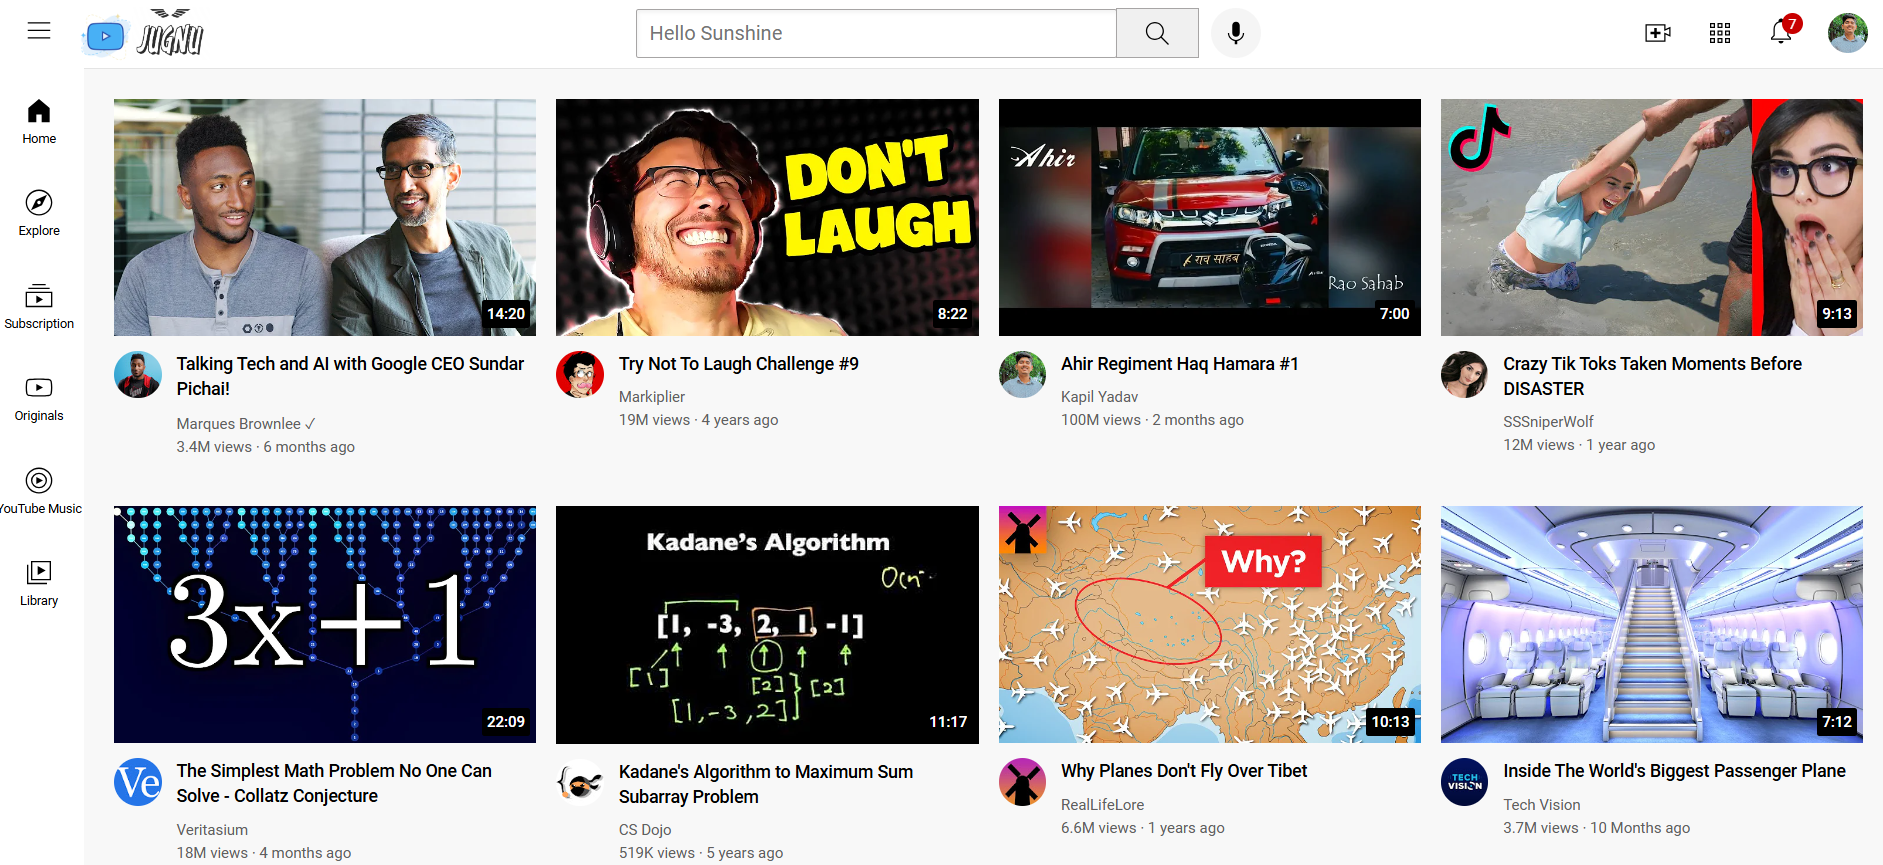 JUGNU
Hello Sunshine
7
Home
Explore
Subscription
Originals
YouTube Music
Library
14:20
DON'T
LAUGH
8:22
Ahir
राव साहब
Rao Sahab
7:00
9:13
Talking Tech and AI with Google CEO Sundar
Pichai!
Marques Brownlee ✓
3.4M views · 6 months ago
Try Not To Laugh Challenge #9
Markiplier
19M views · 4 years ago
Ahir Regiment Haq Hamara #1
Kapil Yadav
100M views · 2 months ago
Crazy Tik Toks Taken Moments Before
DISASTER
SSSniperWolf
12M views · 1 year ago
3x+1
22:09
Kadane's Algorithm
[1, -3, 2, 1, -1]
[1]
[2]
[2]
[1, -3, 2]
11:17
Why?
10:13
7:12
Ve
The Simplest Math Problem No One Can
Solve - Collatz Conjecture
Veritasium
18M views · 4 months ago
Kadane's Algorithm to Maximum Sum
Subarray Problem
CS Dojo
519K views · 5 years ago
Why Planes Don't Fly Over Tibet
RealLifeLore
6.6M views · 1 years ago
TECH
VISION
Inside The World's Biggest Passenger Plane
Tech Vision
3.7M views · 10 Months ago